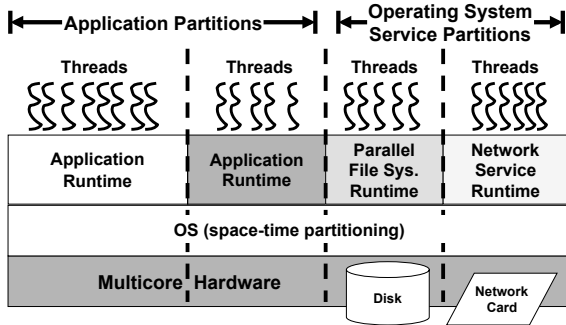 Application Partitions
Operating System
Service Partitions
Threads
Threads
Threads
Threads
Application
Runtime
Application
Runtime
Parallel
File Sys.
Runtime
Network
Service
Runtime
OS (space-time partitioning)
Multicore Hardware
Disk
Network
Card